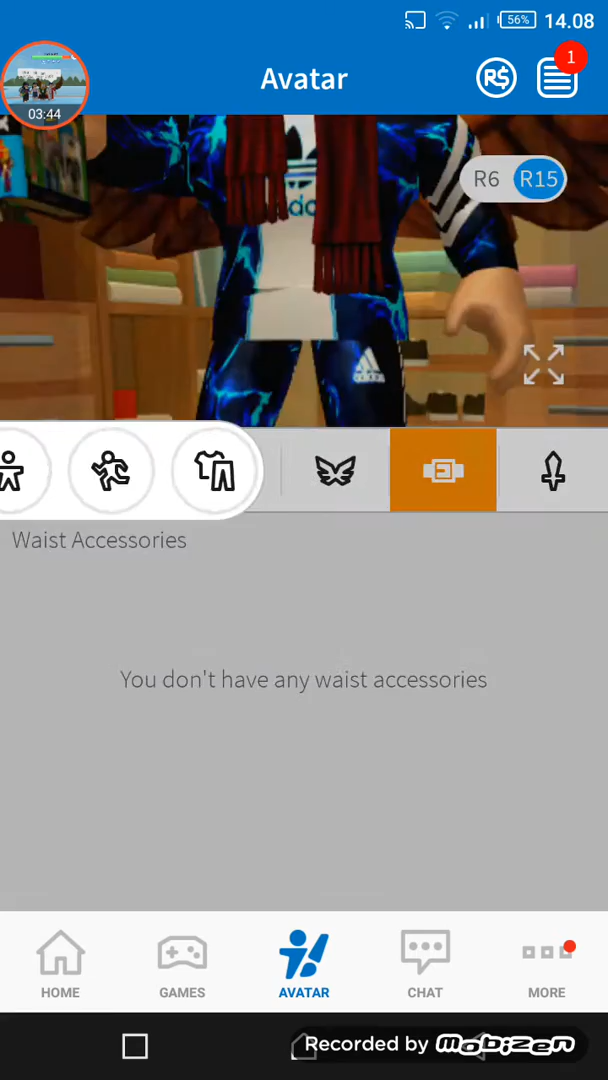 56% 14.08
03:44
Avatar
R$
1
R6 R15
Waist Accessories
You don't have any waist accessories
HOME GAMES AVATAR CHAT MORE
Recorded by mobizen